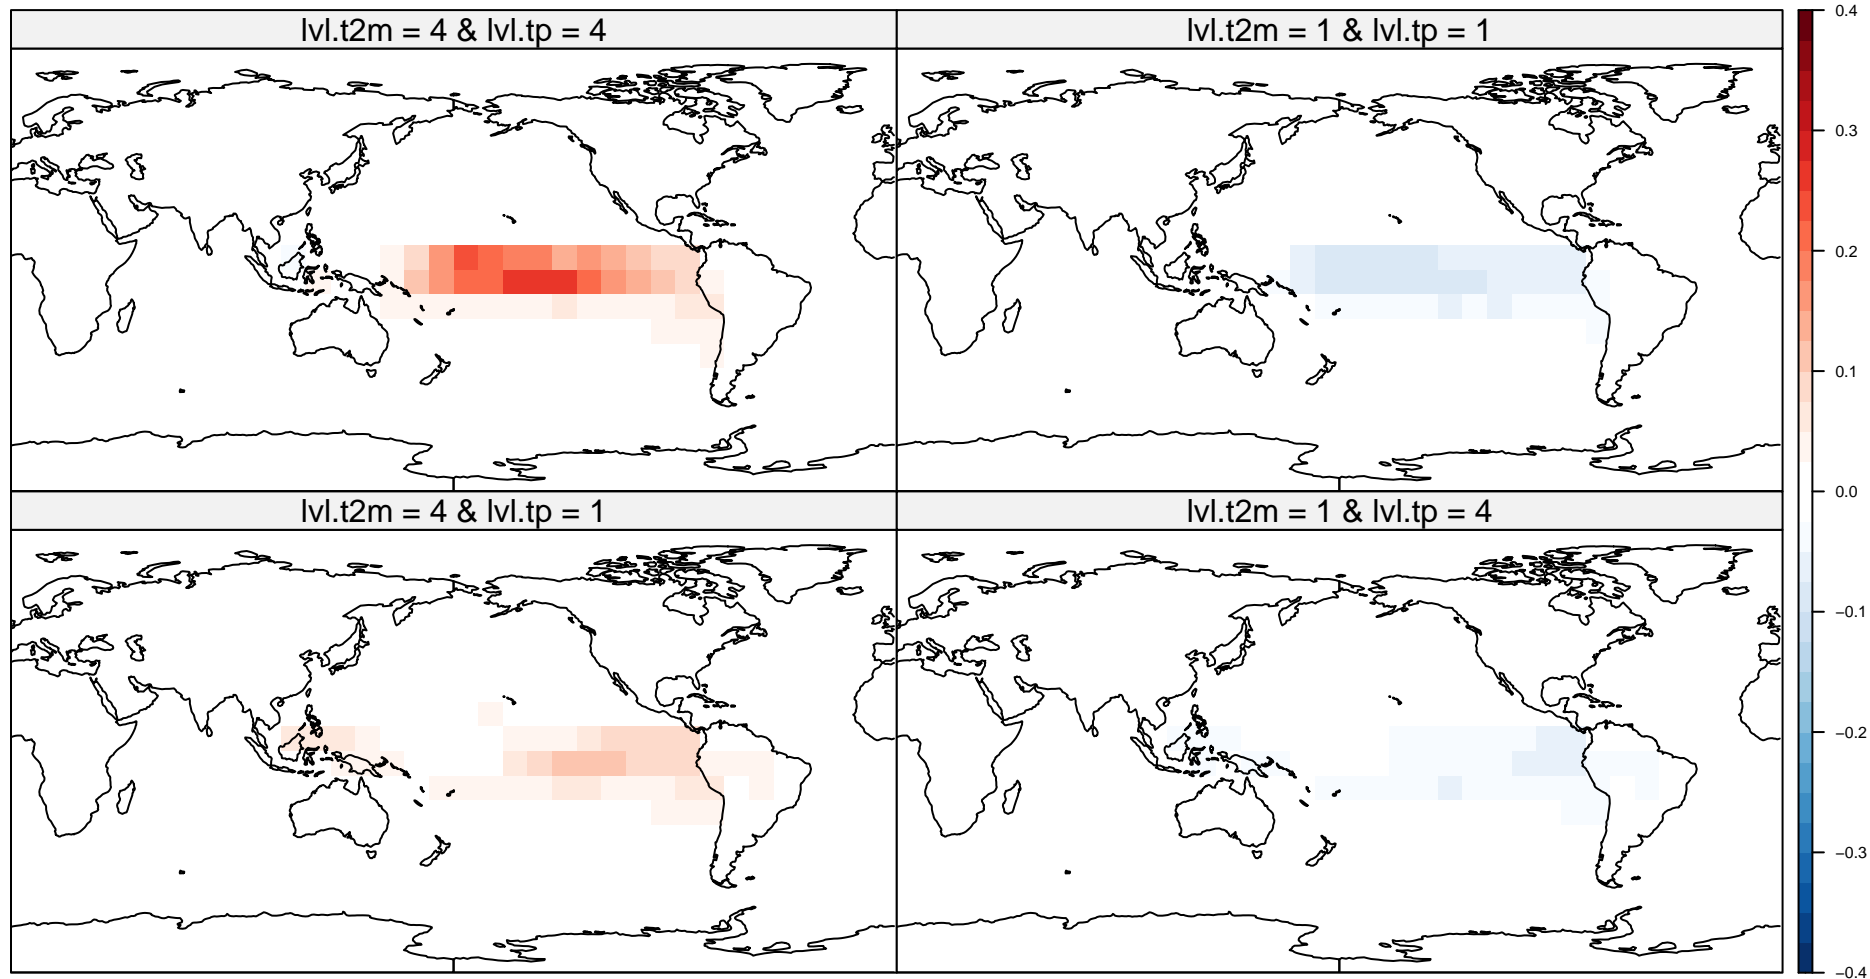 lvl.t2m = 4 & lvl.tp = 4
lvl.t2m = 1 & lvl.tp = 1
lvl.t2m = 4 & lvl.tp = 1
lvl.t2m = 1 & lvl.tp = 4
0.4
0.3
0.2
0.1
0.0
−0.1
−0.2
−0.3
−0.4